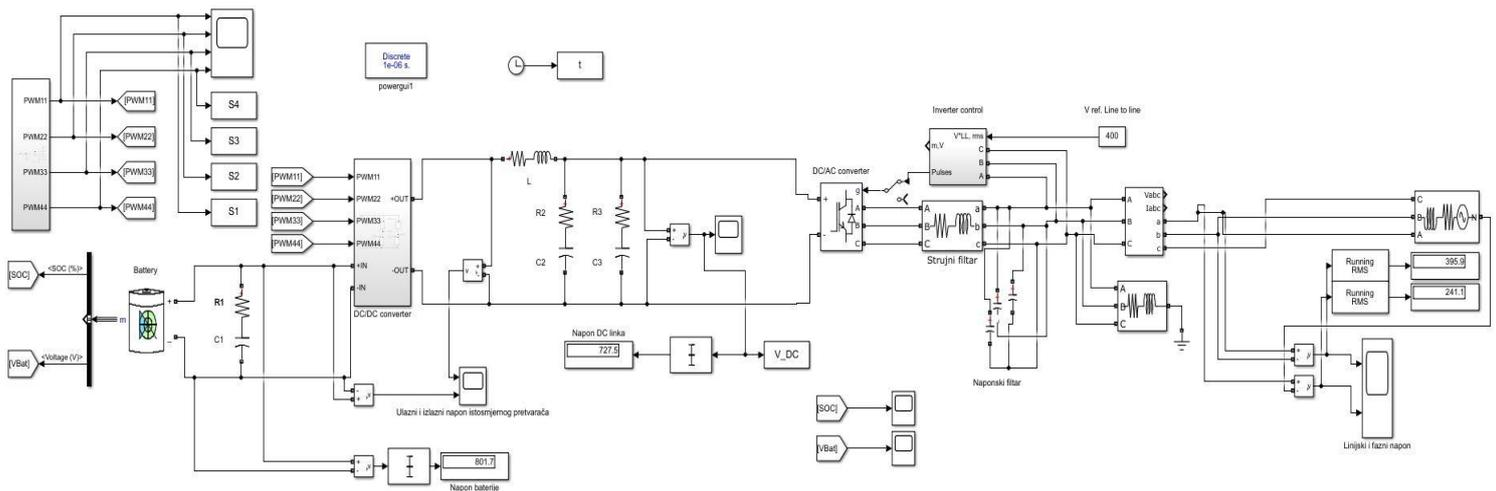 PWM11
PWM22
PWM33
PWM44
[PWM11]
[PWM22]
[PWM33]
[PWM44]
S4
S3
S2
S1
Discrete
1e-06 s.
powergui1
t
[SOC]
<SOC (%)>
[VBat]
<Voltage (V)>
m
Battery
+
_
R1
C1
[PWM11]
[PWM22]
[PWM33]
[PWM44]
PWM11
PWM22
PWM33
PWM44
+IN
-IN
+OUT
-OUT
DC/DC converter
L
R2
C2
R3
C3
Ulazni i izlazni napon istosmjernog pretvarača
801.7
Napon baterije
Napon DC linka
727.5
V_DC
DC/AC converter
+
-
g
A
B
C
Inverter control
V*LL, rms
m,V
C
B
A
Pulses
V ref. Line to line
400
A
B
C
a
b
c
Strujni filtar
Naponski filtar
[SOC]
[VBat]
A
B
C
Vabc
Iabc
a
b
c
A
B
C
C
B
A
N
Running
RMS
395.9
Running
RMS
241.1
Linijski i fazni napon